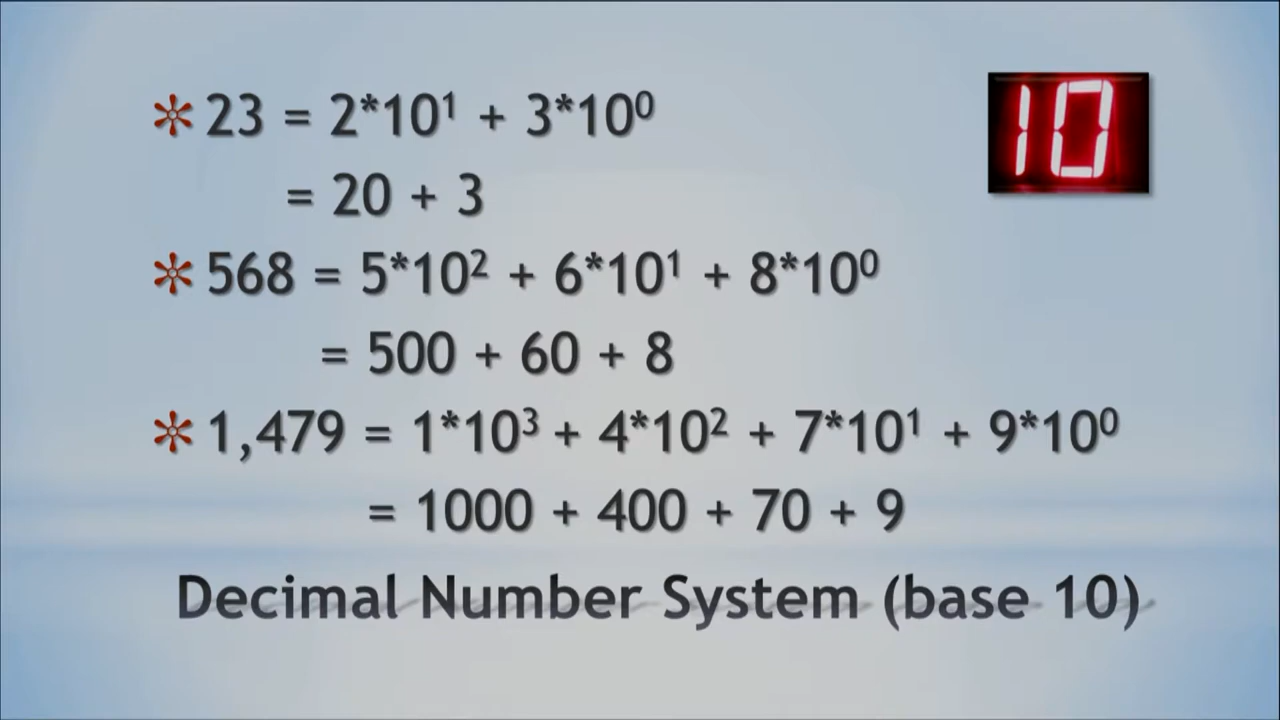 ✻ 23 = 2*10¹ + 3*10⁰
= 20 + 3
✻ 568 = 5*10² + 6*10¹ + 8*10⁰
= 500 + 60 + 8
✻ 1,479 = 1*10³ + 4*10² + 7*10¹ + 9*10⁰
= 1000 + 400 + 70 + 9
Decimal Number System (base 10)
10